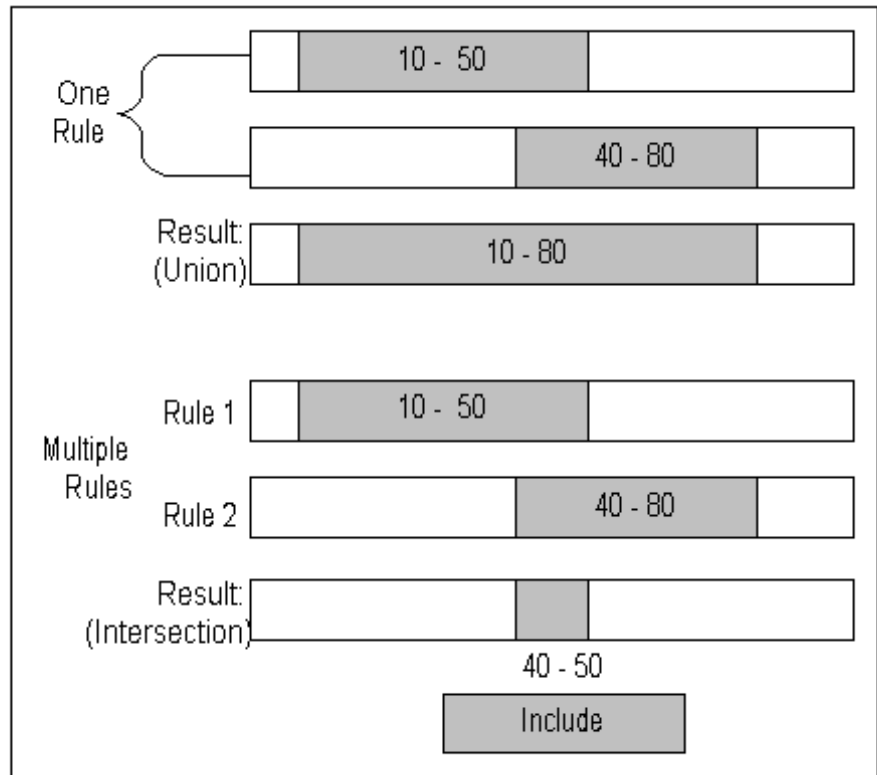 10 - 50
One
Rule
40 - 80
Result:
(Union)
10 - 80
Rule 1
10 - 50
Multiple
Rules
Rule 2
40 - 80
Result:
(Intersection)
40 - 50
Include